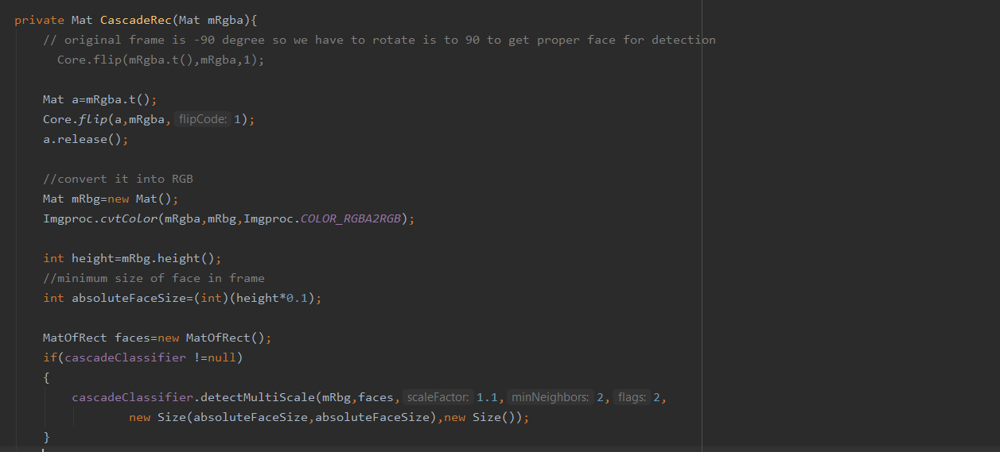 private Mat CascadeRec(Mat mRgba){
// original frame is -90 degree so we have to rotate is to 90 to get proper face for detection
Core.flip(mRgba.t(),mRgba,1);
Mat a=mRgba.t();
Core.flip(a,mRgba, flipCode: 1);
a.release();
//convert it into RGB
Mat mRbg=new Mat();
Imgproc.cvtColor(mRgba,mRbg,Imgproc.COLOR_RGBA2RGB);
int height=mRbg.height();
//minimum size of face in frame
int absoluteFaceSize=(int)(height*0.1);
MatOfRect faces=new MatOfRect();
if(cascadeClassifier !=null)
{
cascadeClassifier.detectMultiScale(mRbg,faces, scaleFactor: 1.1, minNeighbors: 2, flags: 2,
new Size(absoluteFaceSize,absoluteFaceSize),new Size());
}